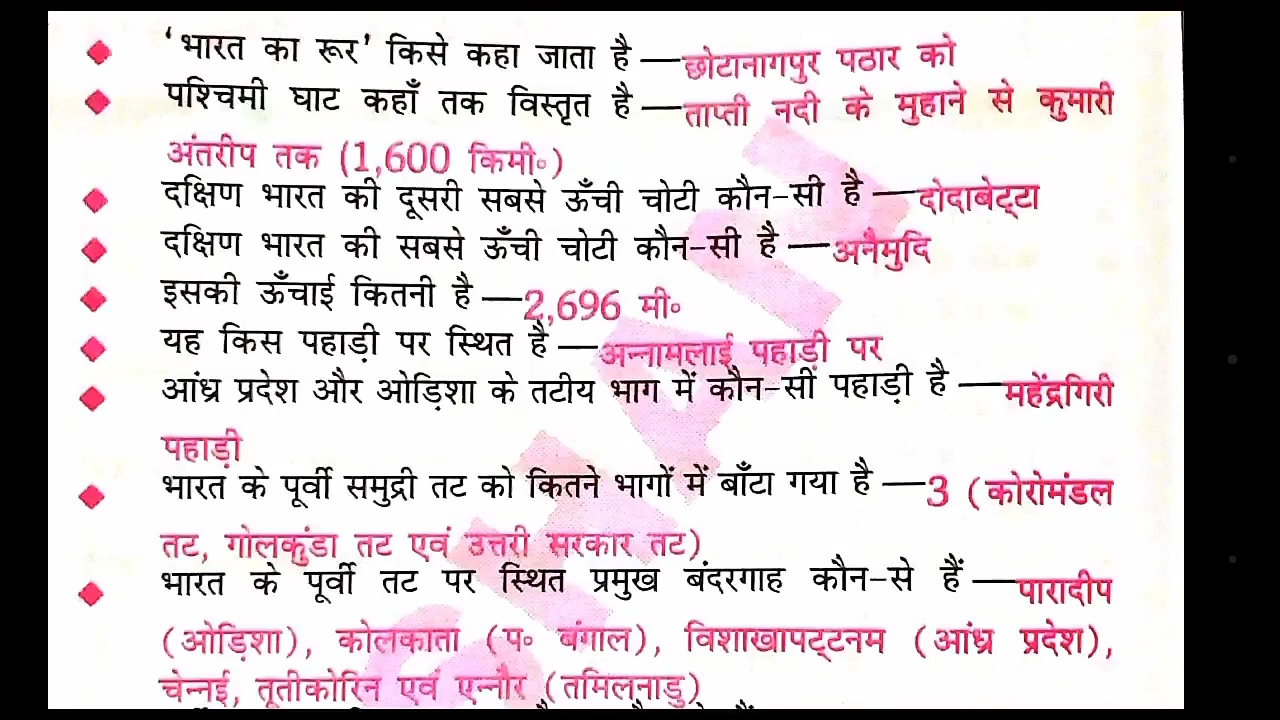 ‘भारत का रूर’ किसे कहा जाता है —छोटानागपुर पठार को
पश्चिमी घाट कहाँ तक विस्तृत है —ताप्ती नदी के मुहाने से कुमारी
अंतरीप तक (1,600 किमी॰)
दक्षिण भारत की दूसरी सबसे ऊँची चोटी कौन-सी है —दोदाबेट्टा
दक्षिण भारत की सबसे ऊँची चोटी कौन-सी है —अनैमुदि
इसकी ऊँचाई कितनी है —2,696 मी॰
यह किस पहाड़ी पर स्थित है —अन्नामलाई पहाड़ी पर
आंध्र प्रदेश और ओड़िशा के तटीय भाग में कौन-सी पहाड़ी है —महेंद्रगिरी
पहाड़ी
भारत के पूर्वी समुद्री तट को कितने भागों में बाँटा गया है —3 (कोरोमंडल
तट, गोलकुंडा तट एवं उत्तरी सरकार तट)
भारत के पूर्वी तट पर स्थित प्रमुख बंदरगाह कौन-से हैं —पारादीप
(ओड़िशा), कोलकाता (प॰ बंगाल), विशाखापट्टनम (आंध्र प्रदेश),
चेन्नई, तूतीकोरिन एवं एन्नौर (तमिलनाडु)